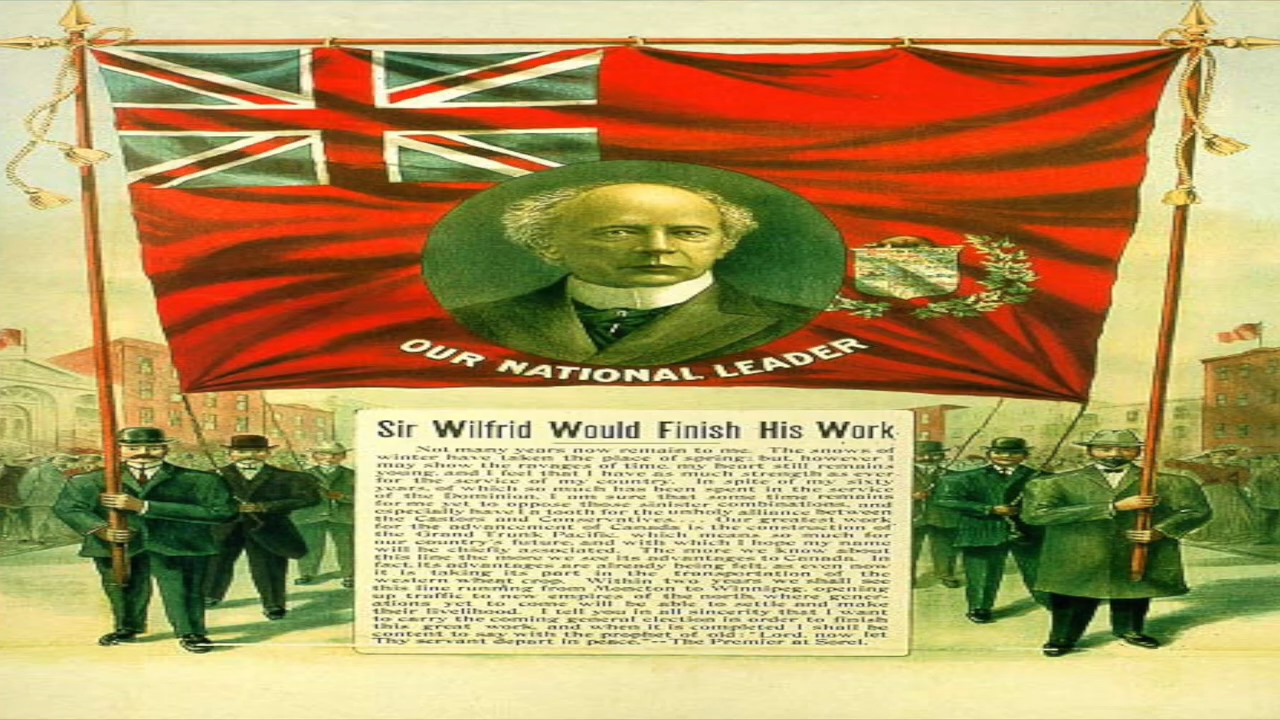 OUR NATIONAL LEADER
Sir Wilfrid Would Finish His Work
Not many years now remain to me. The snows of
winter have taken the place of spring; but, however I
may show the ravages of time, my heart still remains
young, and I feel that I have as much strength as ever
for the service of my country. In spite of my sixty
years, of which so much has been spent in the service
of the Dominion, I am sure that some time remains
for me yet to oppose those sinister combinations, and
especially have I a tooth for the unholy alliance between
the Castors and Conservatives. . . Our greatest work
for the advancement of Canada is the construction of
the Grand Trunk Pacific, which means so much for
our country's future and with which I hope my name
will be chiefly associated. The more we know about
this line the more we see its advantages to Canada. In
fact, its advantages are already being felt, as even now
it is taking its part in the transportation of the
western wheat crop. Within two years we shall see
this line running from Moncton to Winnipeg, opening
up traffic to new empires of the north, where gener-
ations yet to come will be able to settle and make
their livelihood. I tell you in all sincerity that I want
to carry the coming general election in order to finish
this great work, and when it is completed I shall be
content to say with the prophet of old: "Lord, now let
Thy servant depart in peace."—The Premier at Sorel.